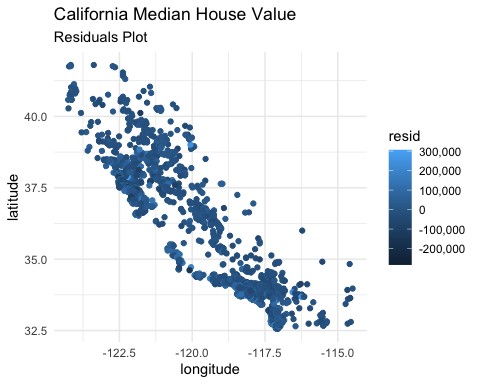 California Median House Value
Residuals Plot
latitude
40.0
37.5
35.0
32.5
-122.5 -120.0 -117.5 -115.0
longitude
resid
300,000
200,000
100,000
0
-100,000
-200,000